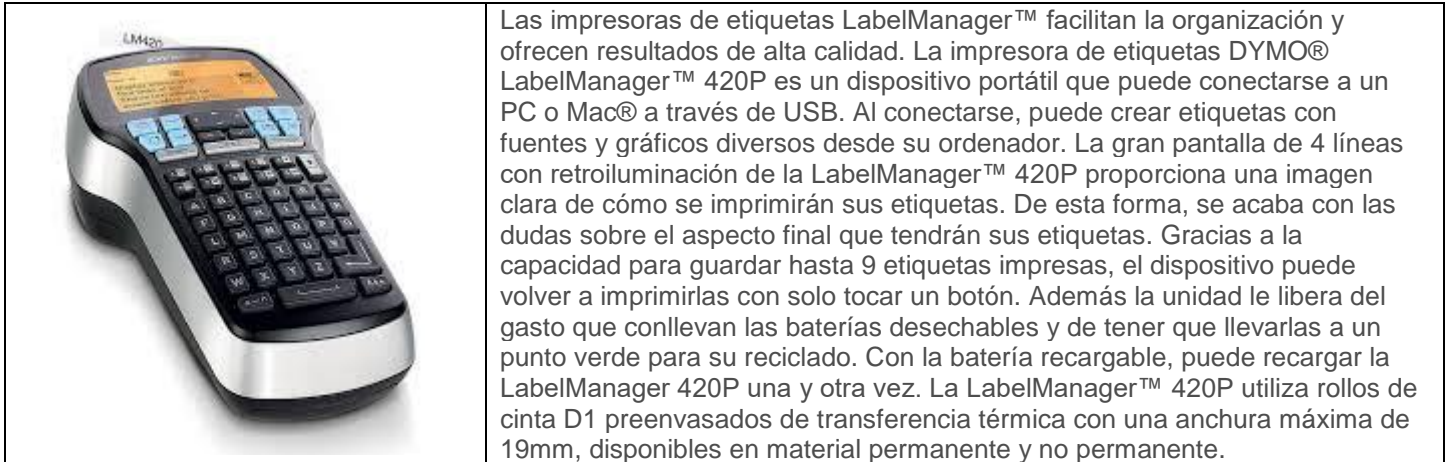 LM420
Las impresoras de etiquetas LabelManager™ facilitan la organización y
ofrecen resultados de alta calidad. La impresora de etiquetas DYMO®
LabelManager™ 420P es un dispositivo portátil que puede conectarse a un
PC o Mac® a través de USB. Al conectarse, puede crear etiquetas con
fuentes y gráficos diversos desde su ordenador. La gran pantalla de 4 líneas
con retroiluminación de la LabelManager™ 420P proporciona una imagen
clara de cómo se imprimirán sus etiquetas. De esta forma, se acaba con las
dudas sobre el aspecto final que tendrán sus etiquetas. Gracias a la
capacidad para guardar hasta 9 etiquetas impresas, el dispositivo puede
volver a imprimirlas con solo tocar un botón. Además la unidad le libera del
gasto que conllevan las baterías desechables y de tener que llevarlas a un
punto verde para su reciclado. Con la batería recargable, puede recargar la
LabelManager 420P una y otra vez. La LabelManager™ 420P utiliza rollos de
cinta D1 preenvasados de transferencia térmica con una anchura máxima de
19mm, disponibles en material permanente y no permanente.